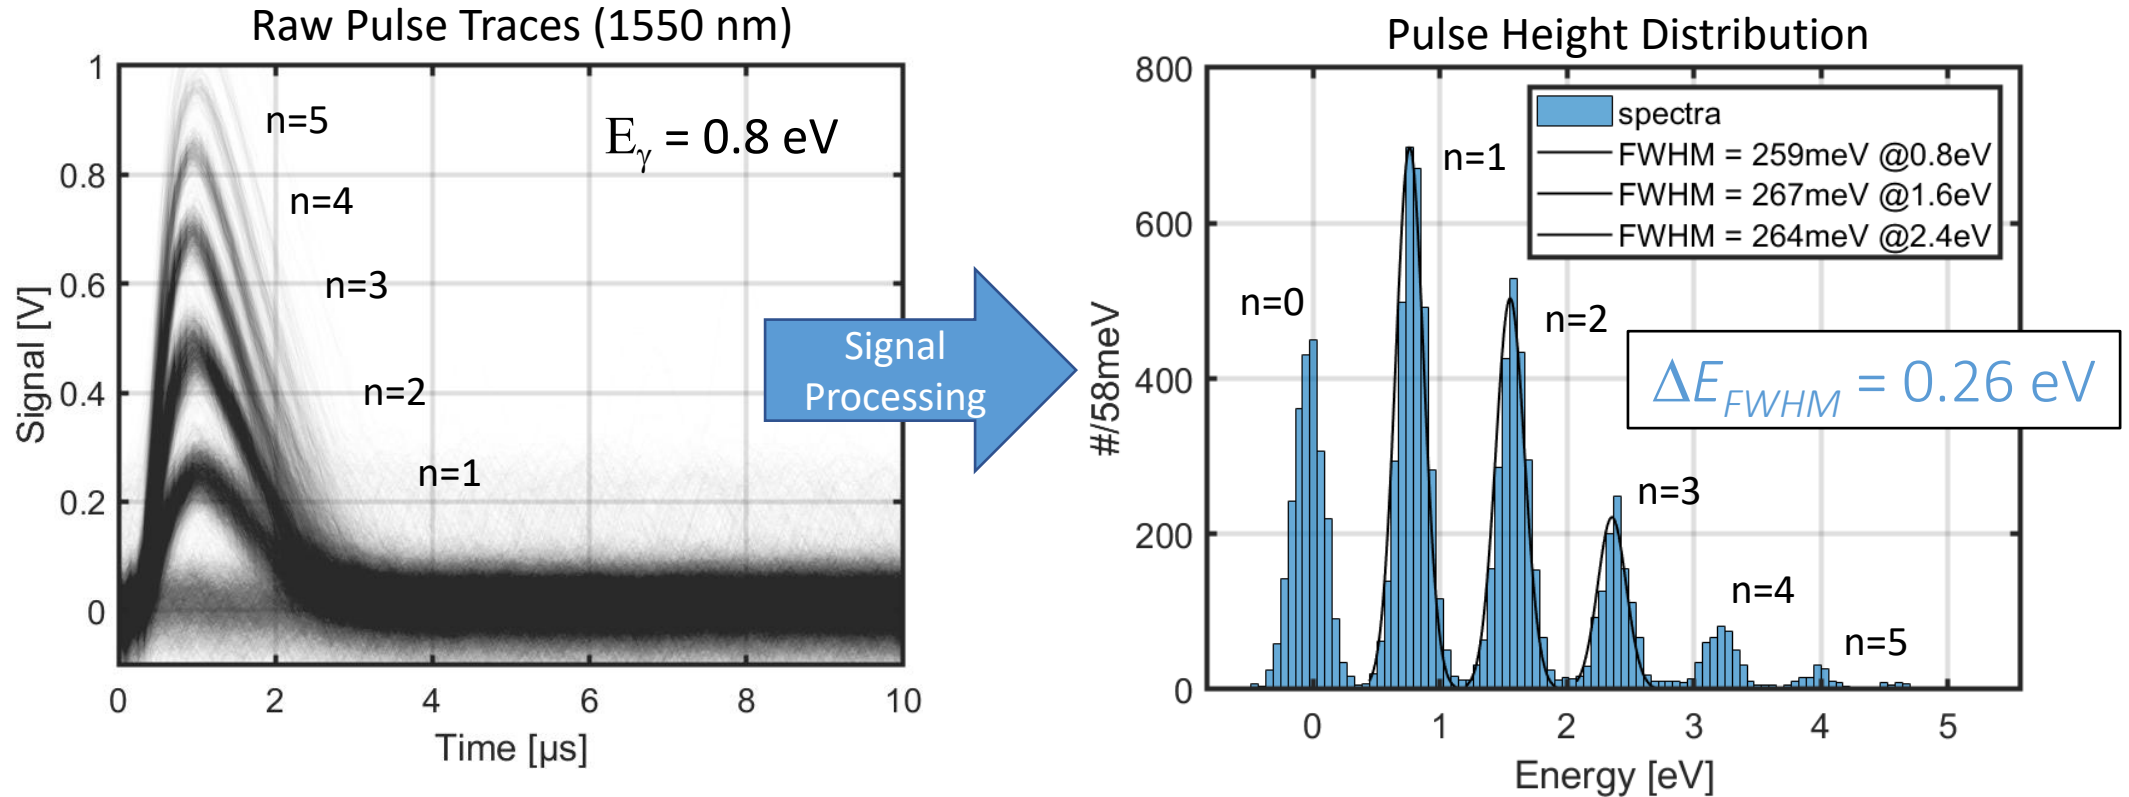 Raw Pulse Traces (1550 nm)
1
0.8
0.6
0.4
0.2
0
Signal [V]
n=5
n=4
n=3
n=2
n=1
Eγ = 0.8 eV
0 2 4 6 8 10
Time [µs]
Signal
Processing
Pulse Height Distribution
800
600
400
200
0
#/58meV
spectra
FWHM = 259meV @0.8eV
FWHM = 267meV @1.6eV
FWHM = 264meV @2.4eV
n=0
n=1
n=2
n=3
n=4
n=5
ΔEFWHM = 0.26 eV
0 1 2 3 4 5
Energy [eV]